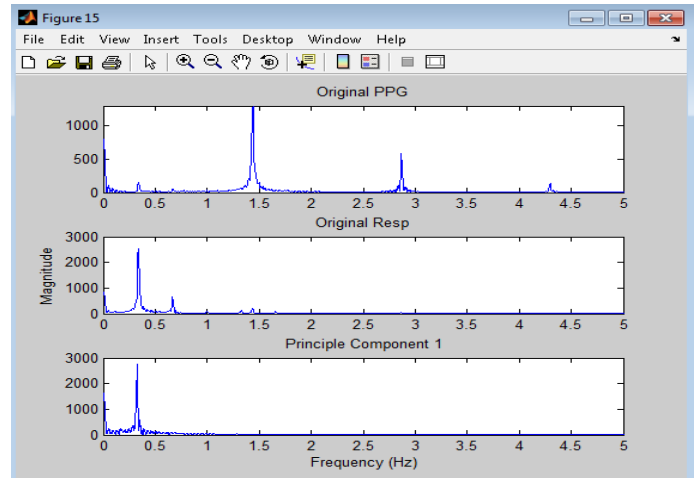 Figure 15
File Edit View Insert Tools Desktop Window Help
Original PPG
1000
500
0
0 0.5 1 1.5 2 2.5 3 3.5 4 4.5 5
Original Resp
Magnitude
3000
2000
1000
0
0 0.5 1 1.5 2 2.5 3 3.5 4 4.5 5
Principle Component 1
3000
2000
1000
0
0 0.5 1 1.5 2 2.5 3 3.5 4 4.5 5
Frequency (Hz)